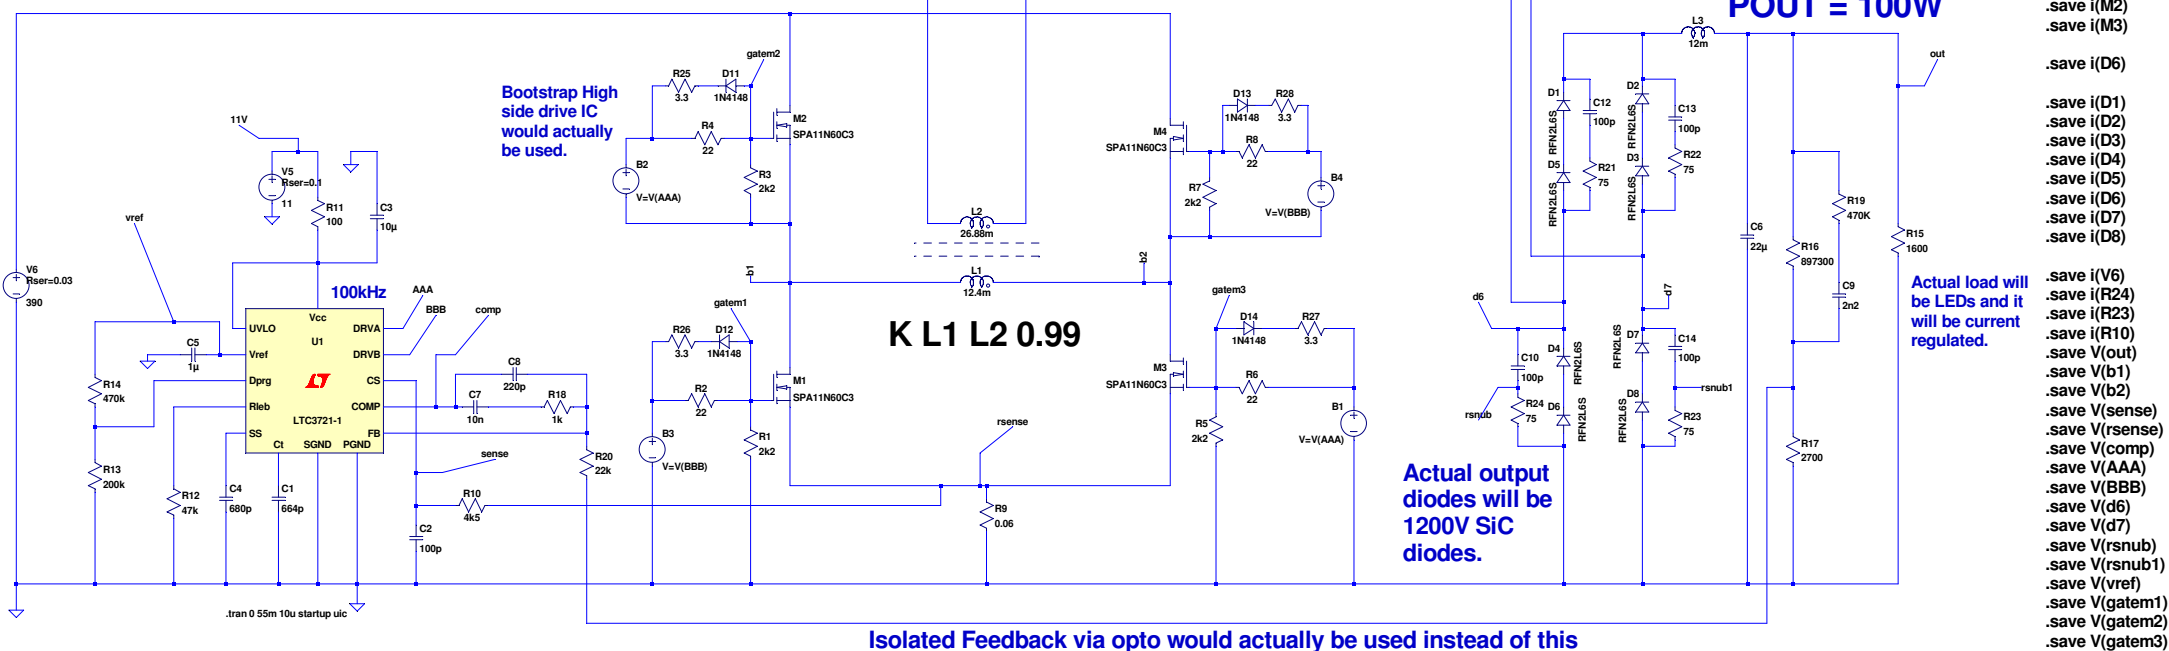 POUT = 100W
.save i(M2)
.save i(M3)
.save i(D6)
.save i(D1)
.save i(D2)
.save i(D3)
.save i(D4)
.save i(D5)
.save i(D6)
.save i(D7)
.save i(D8)
.save i(V6)
.save i(R24)
.save i(R23)
.save i(R10)
.save V(out)
.save V(b1)
.save V(b2)
.save V(sense)
.save V(rsense)
.save V(comp)
.save V(AAA)
.save V(BBB)
.save V(d6)
.save V(d7)
.save V(rsnub)
.save V(rsnub1)
.save V(vref)
.save V(gatem1)
.save V(gatem2)
.save V(gatem3)
V6
Rser=0.03
390
11V
V5
Rser=0.1
11
R11
100
C3
10µ
vref
100kHz
AAA
BBB
comp
UVLO
Vcc
DRVA
U1
DRVB
Vref
Dprg
CS
Rleb
COMP
LTC3721-1
SS
FB
Ct
SGND
PGND
C5
1µ
R14
470k
R13
200k
R12
47k
C4
680p
C1
664p
C8
220p
C7
10n
R18
1k
R20
22k
sense
R10
4k5
C2
100p
.tran 0 55m 10u startup uic
Bootstrap High
side drive IC
would actually
be used.
R25
3.3
D11
1N4148
gatem2
R4
22
M2
SPA11N60C3
B2
V=V(AAA)
R3
2k2
b1
L2
26.88m
L1
12.4m
b2
K L1 L2 0.99
R26
3.3
D12
1N4148
gatem1
R2
22
M1
SPA11N60C3
B3
V=V(BBB)
R1
2k2
rsense
R9
0.06
D13
1N4148
R28
3.3
M4
SPA11N60C3
R8
22
R7
2k2
B4
V=V(BBB)
gatem3
D14
1N4148
R27
3.3
M3
SPA11N60C3
R6
22
R5
2k2
B1
V=V(AAA)
L3
12m
out
D1
RFN2L6S
C12
100p
D5
RFN2L6S
R21
75
D2
RFN2L6S
C13
100p
D3
RFN2L6S
R22
75
d6
d7
C10
100p
D4
RFN2L6S
rsnub
R24
75
D6
RFN2L6S
D7
RFN2L6S
C14
100p
D8
RFN2L6S
rsnub1
R23
75
C6
22µ
R16
897300
R19
470K
C9
2n2
R15
1600
R17
2700
Actual load will
be LEDs and it
will be current
regulated.
Actual output
diodes will be
1200V SiC
diodes.
Isolated Feedback via opto would actually be used instead of this